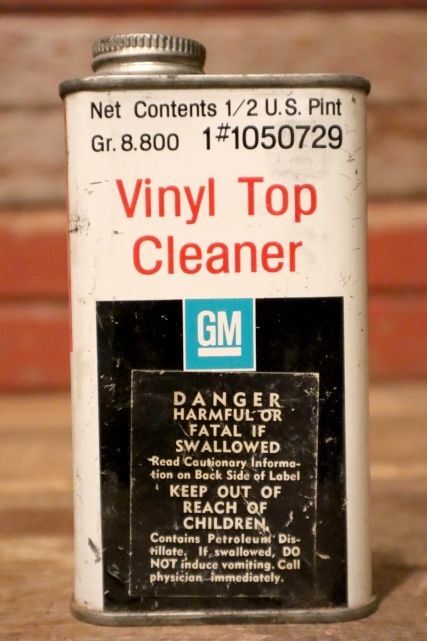 Net Contents 1/2 U.S. Pint
Gr. 8.800 1#1050729
Vinyl Top
Cleaner
GM
DANGER
HARMFUL OR
FATAL IF
SWALLOWED
Read Cautionary Informa-
tion on Back Side of Label
KEEP OUT OF
REACH OF
CHILDREN.
Contains Petroleum Dis-
tillate. If swallowed, DO
NOT induce vomiting. Call
physician immediately.